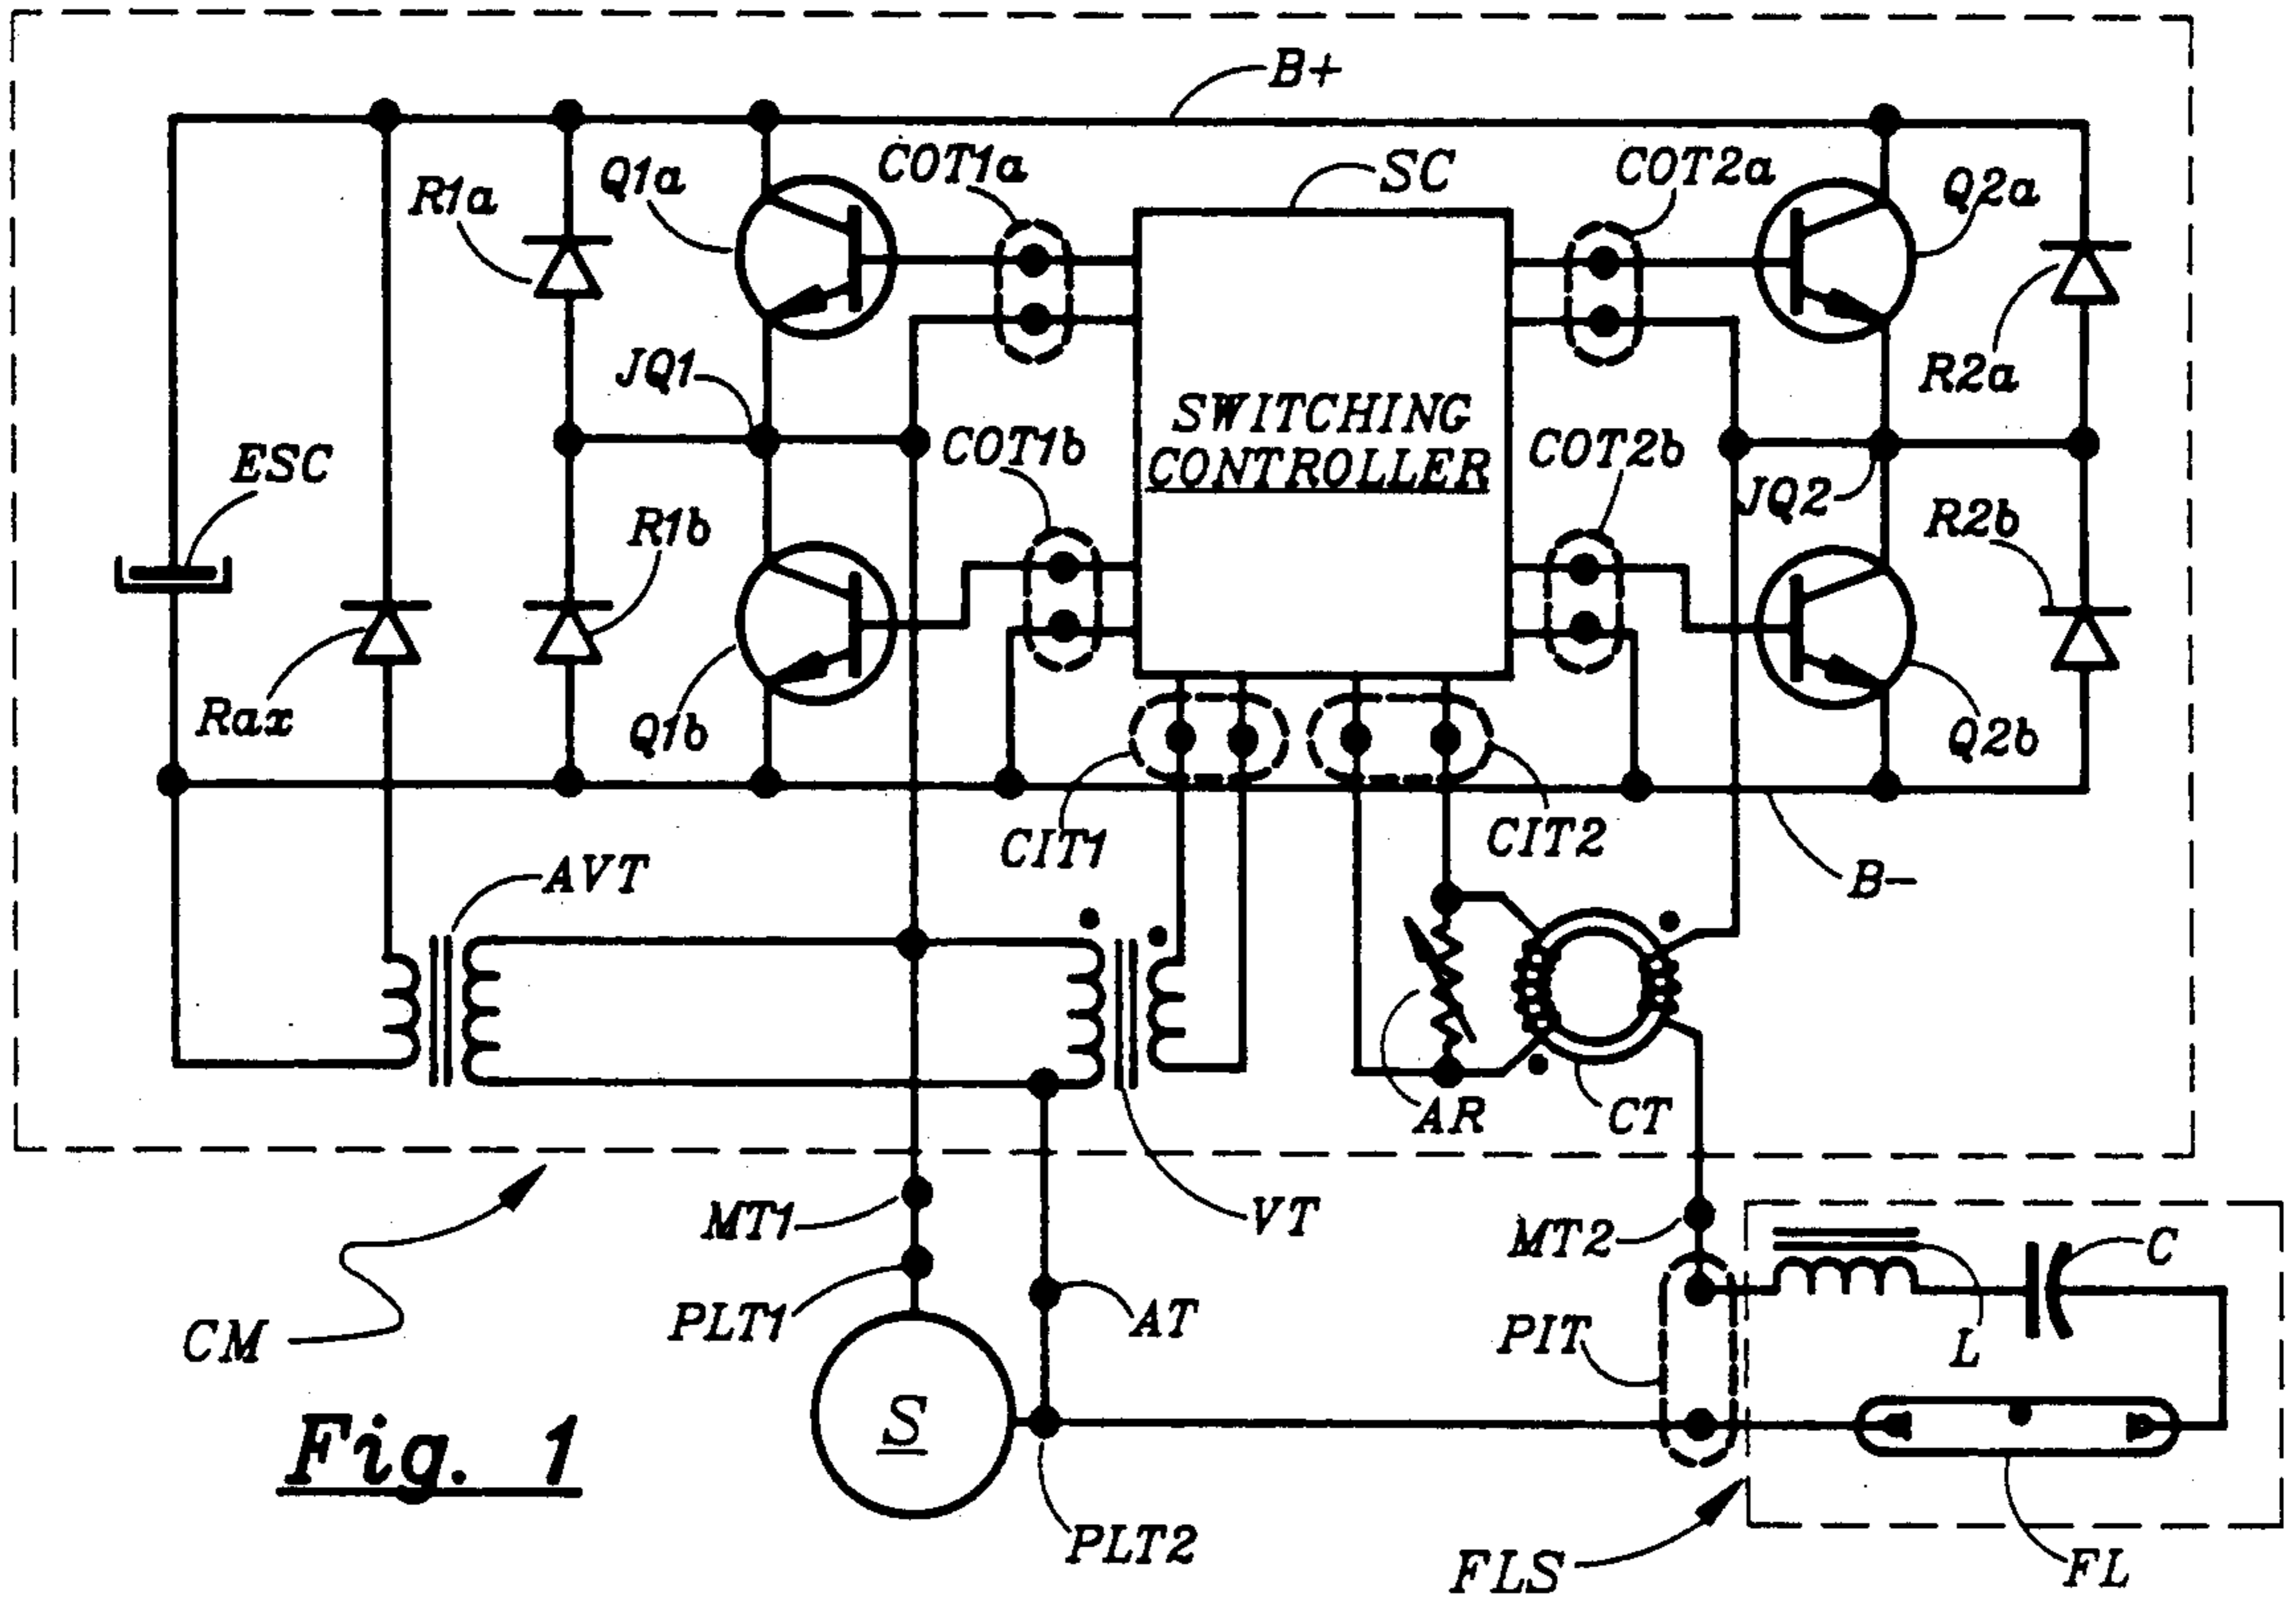 B+
COT1a
SC
COT2a
Q1a
Q2a
R1a
JQ1
R2a
SWITCHING
CONTROLLER
COT1b
COT2b
ESC
JQ2
R1b
R2b
Rax
Q1b
Q2b
CIT1
CIT2
AVT
B-
AR
CT
MT1
VT
MT2
C
PLT1
AT
PIT
L
CM
S
Fig. 1
PLT2
FLS
FL